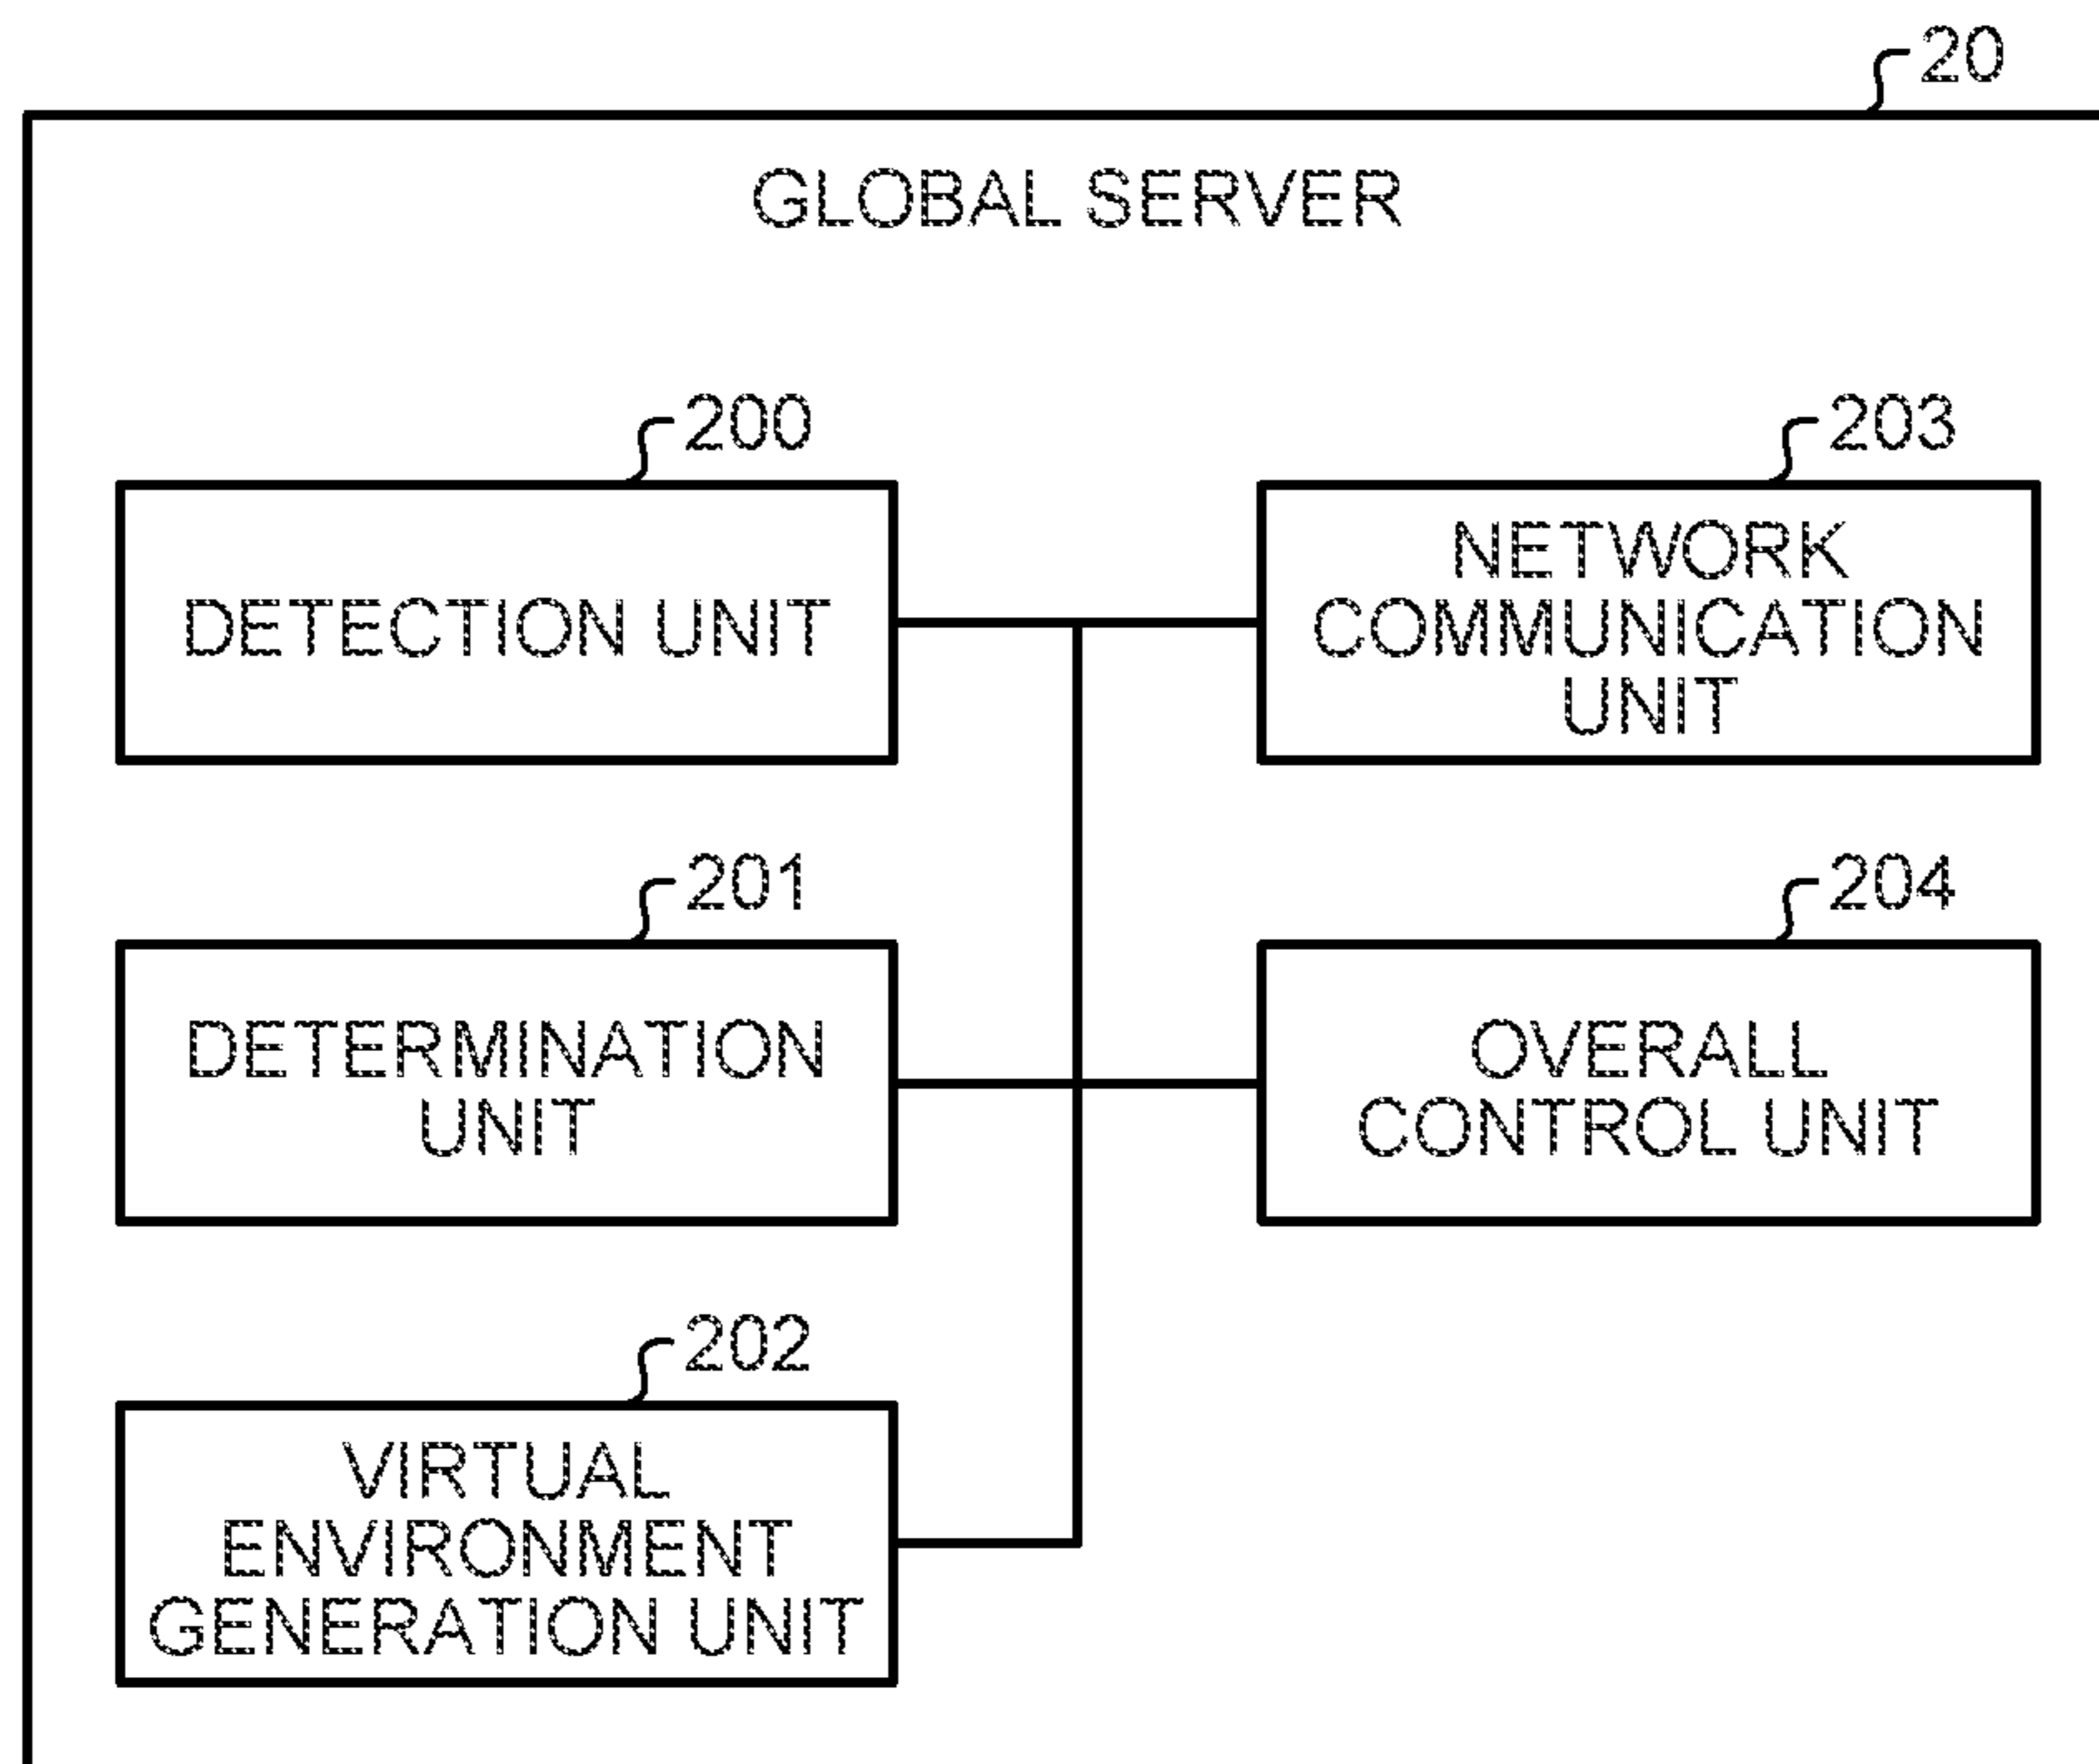 20
GLOBAL SERVER
200
DETECTION UNIT
203
NETWORK
COMMUNICATION
UNIT
201
DETERMINATION
UNIT
204
OVERALL
CONTROL UNIT
202
VIRTUAL
ENVIRONMENT
GENERATION UNIT